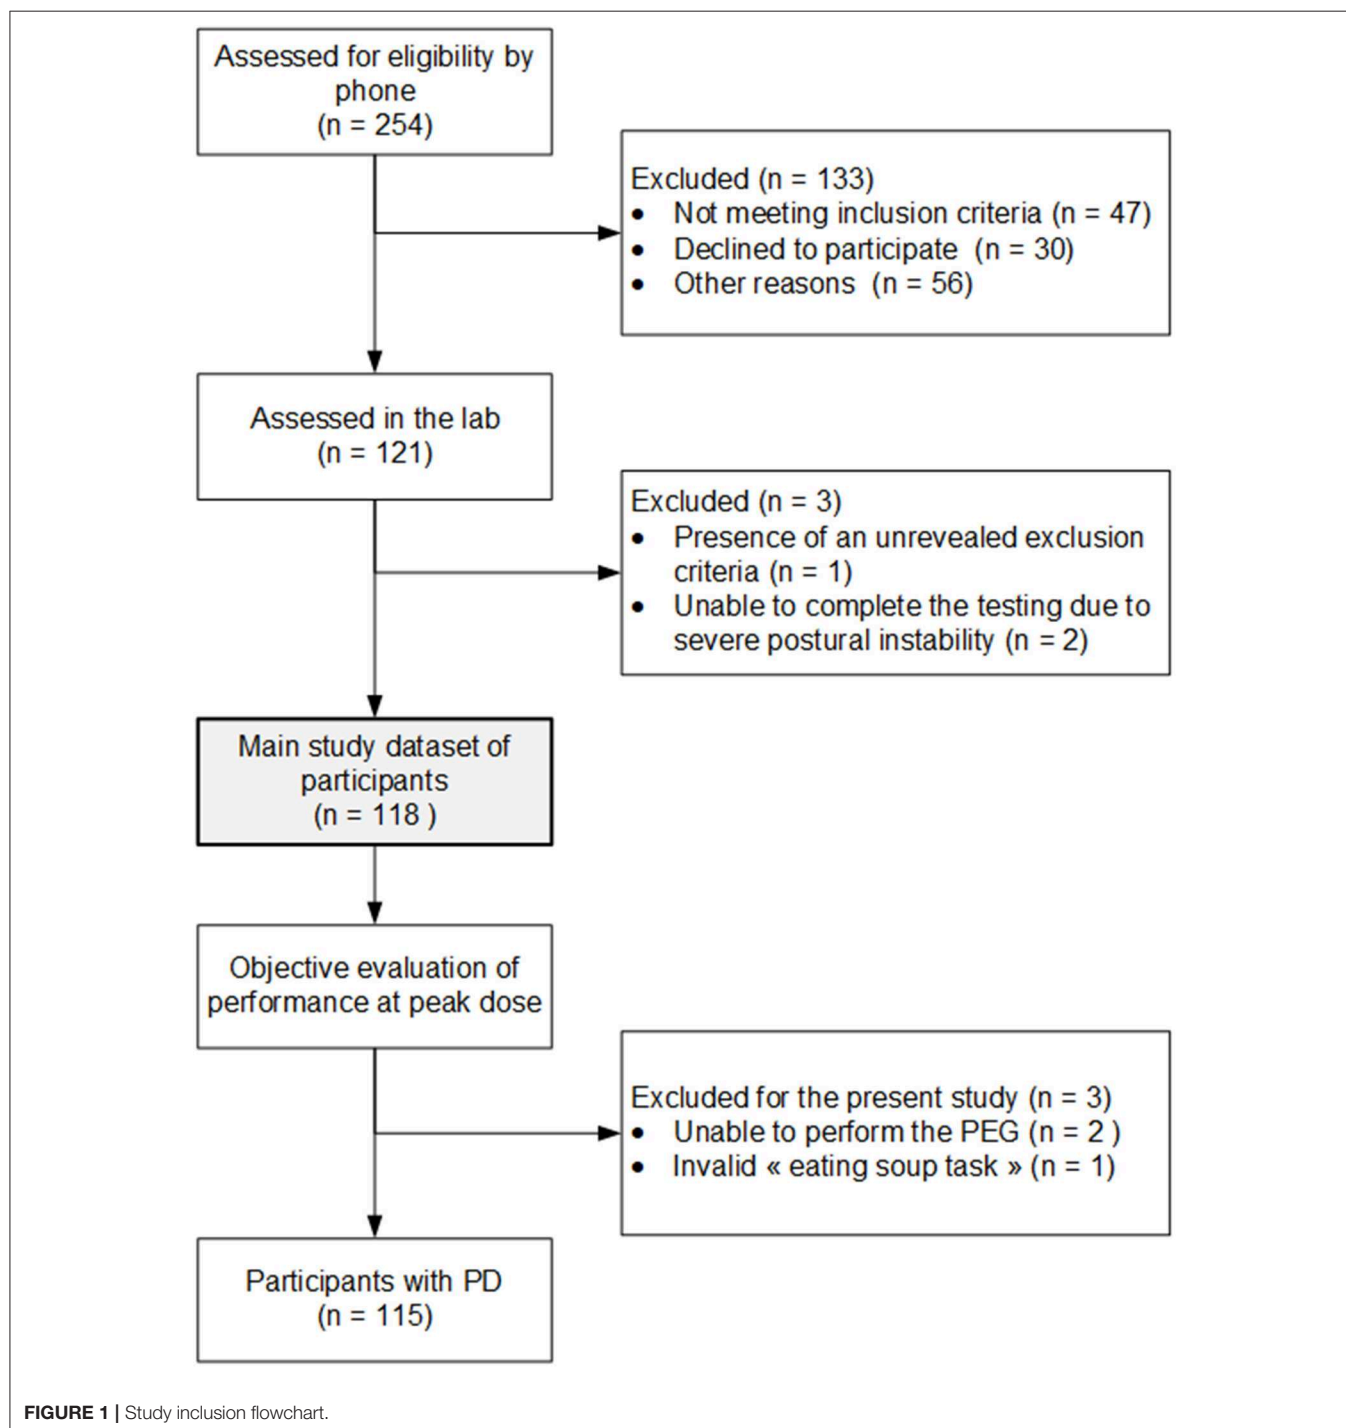 Assessed for eligibility by
phone
(n = 254)
Excluded (n = 133)
• Not meeting inclusion criteria (n = 47)
• Declined to participate (n = 30)
• Other reasons (n = 56)
Assessed in the lab
(n = 121)
Excluded (n = 3)
• Presence of an unrevealed exclusion
criteria (n = 1)
• Unable to complete the testing due to
severe postural instability (n = 2)
Main study dataset of
participants
(n = 118 )
Objective evaluation of
performance at peak dose
Excluded for the present study (n = 3)
• Unable to perform the PEG (n = 2 )
• Invalid « eating soup task » (n = 1)
Participants with PD
(n = 115)
FIGURE 1 | Study inclusion flowchart.